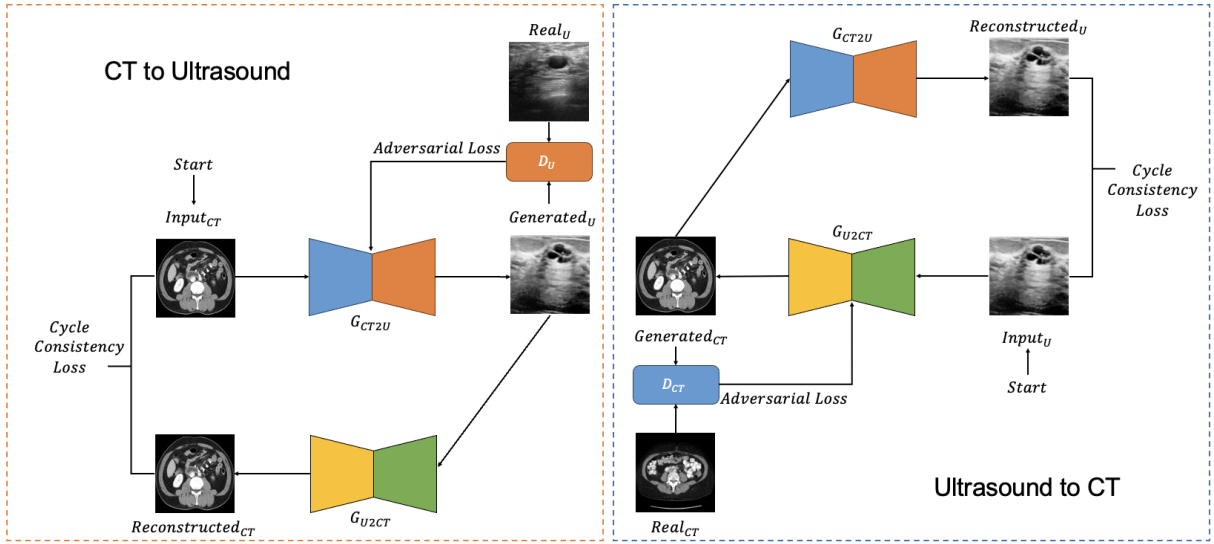 CT to Ultrasound
Real_U
Adversarial Loss
D_U
Start
Input_CT
Generated_U
G_CT2U
Cycle
Consistency
Loss
G_U2CT
Reconstructed_CT
G_CT2U
Reconstructed_U
Cycle
Consistency
Loss
G_U2CT
Generated_CT
Input_U
D_CT
Adversarial Loss
Start
Real_CT
Ultrasound to CT